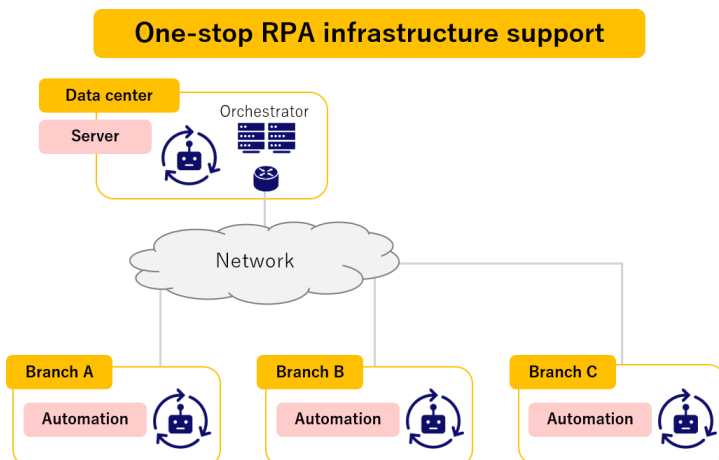 One-stop RPA infrastructure support
Data center
Orchestrator
Server
Network
Branch A
Branch B
Branch C
Automation
Automation
Automation